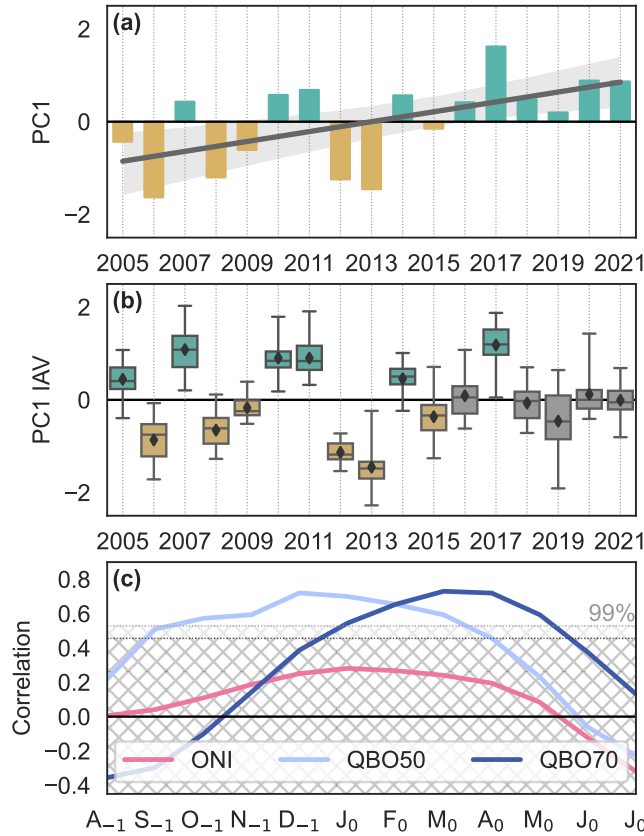 (a)
2
0
−2
PC1
2005 2007 2009 2011 2013 2015 2017 2019 2021
(b)
2
0
−2
PC1 IAV
2005 2007 2009 2011 2013 2015 2017 2019 2021
(c)
0.8
0.6
0.4
0.2
0.0
−0.2
−0.4
Correlation
99%
ONI QBO50 QBO70
A₋₁ S₋₁ O₋₁ N₋₁ D₋₁ J₀ F₀ M₀ A₀ M₀ J₀ J₀